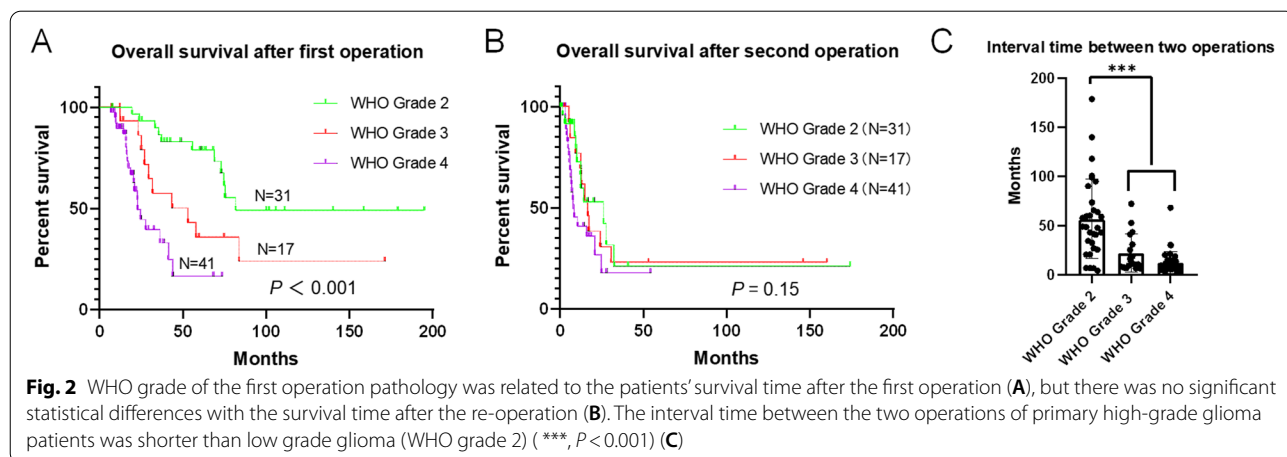 A
Overall survival after first operation
Percent survival
100
50
0
0 50 100 150 200
Months
WHO Grade 2
WHO Grade 3
WHO Grade 4
N=31
N=17
N=41
P < 0.001
B
Overall survival after second operation
Percent survival
100
50
0
0 50 100 150 200
Months
WHO Grade 2 (N=31)
WHO Grade 3 (N=17)
WHO Grade 4 (N=41)
P = 0.15
C
Interval time between two operations
Months
200
150
100
50
0
***
WHO Grade 2
WHO Grade 3
WHO Grade 4
Fig. 2 WHO grade of the first operation pathology was related to the patients' survival time after the first operation (A), but there was no significant
statistical differences with the survival time after the re-operation (B). The interval time between the two operations of primary high-grade glioma
patients was shorter than low grade glioma (WHO grade 2) ( ***, P < 0.001) (C)